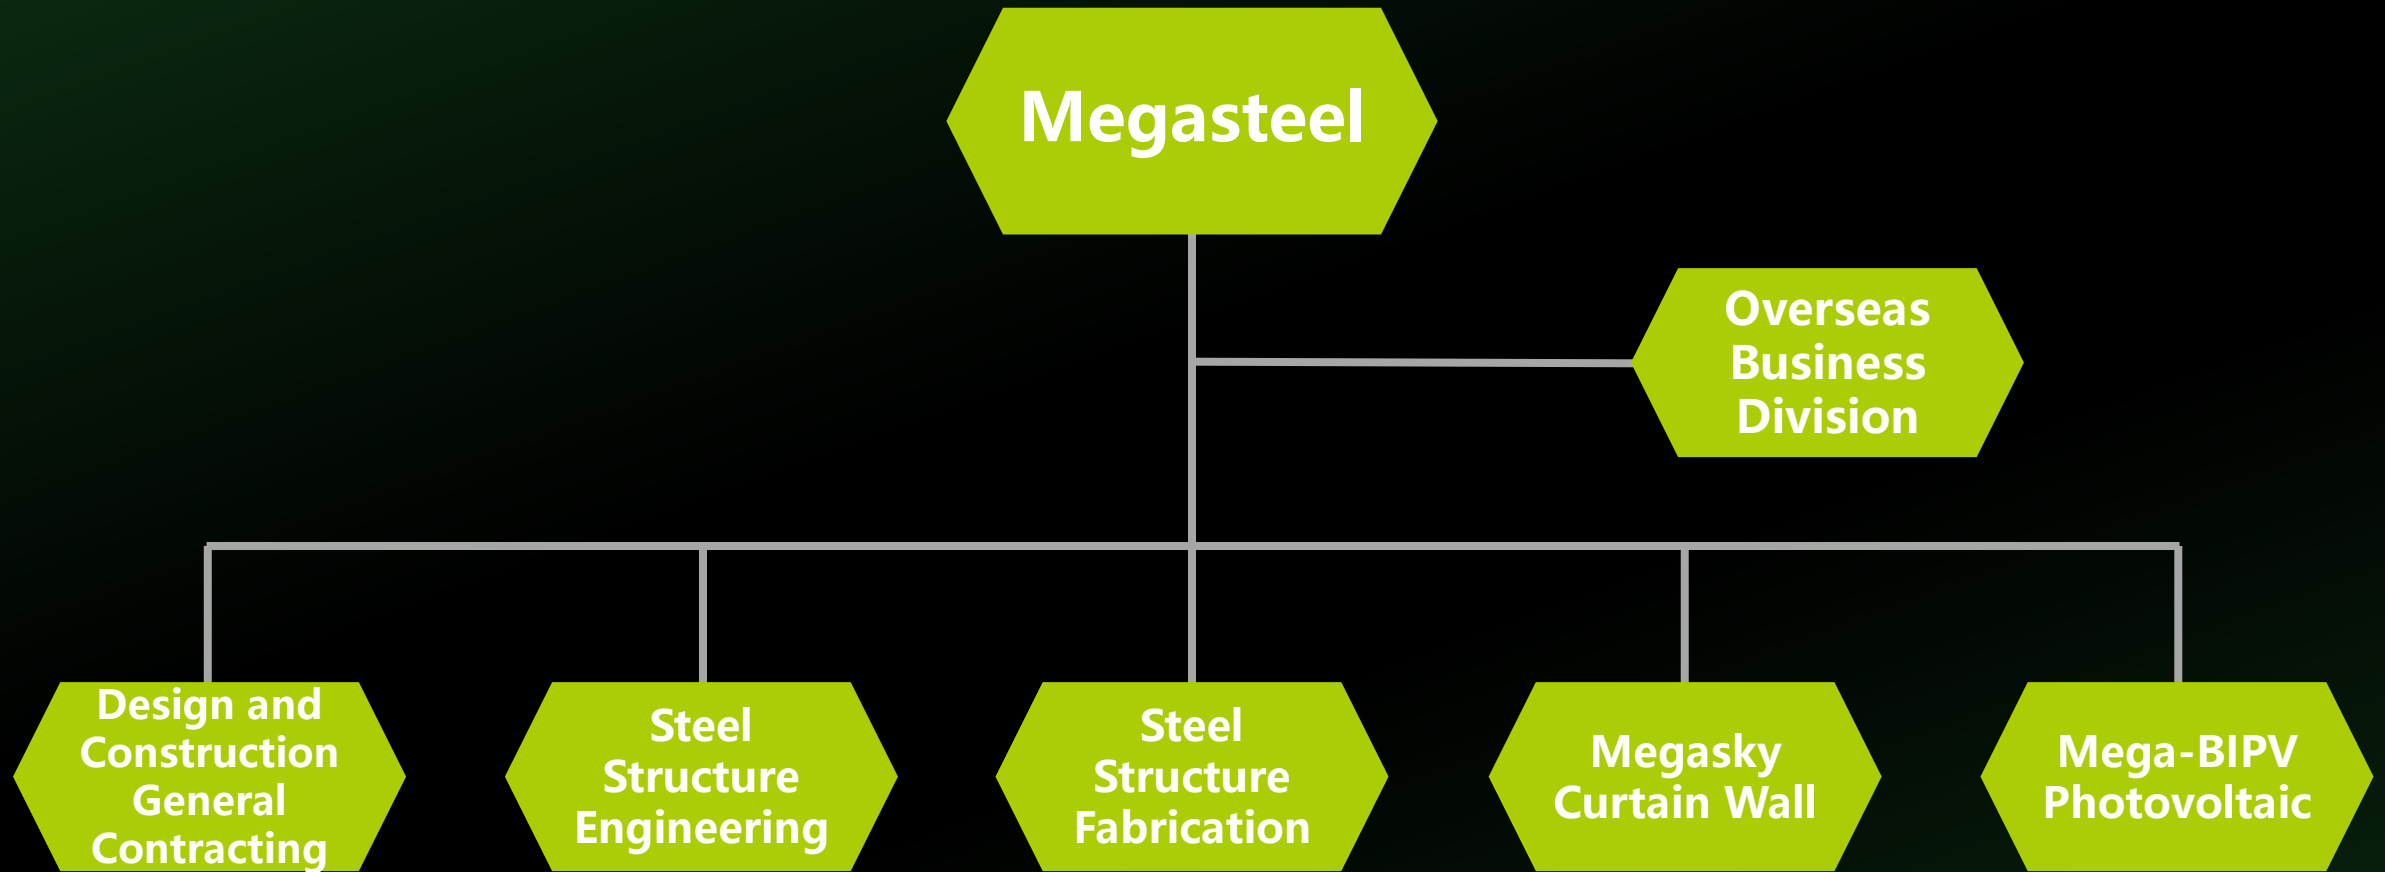 Megasteel
Overseas
Business
Division
Design and
Construction
General
Contracting
Steel
Structure
Engineering
Steel
Structure
Fabrication
Megasky
Curtain Wall
Mega-BIPV
Photovoltaic